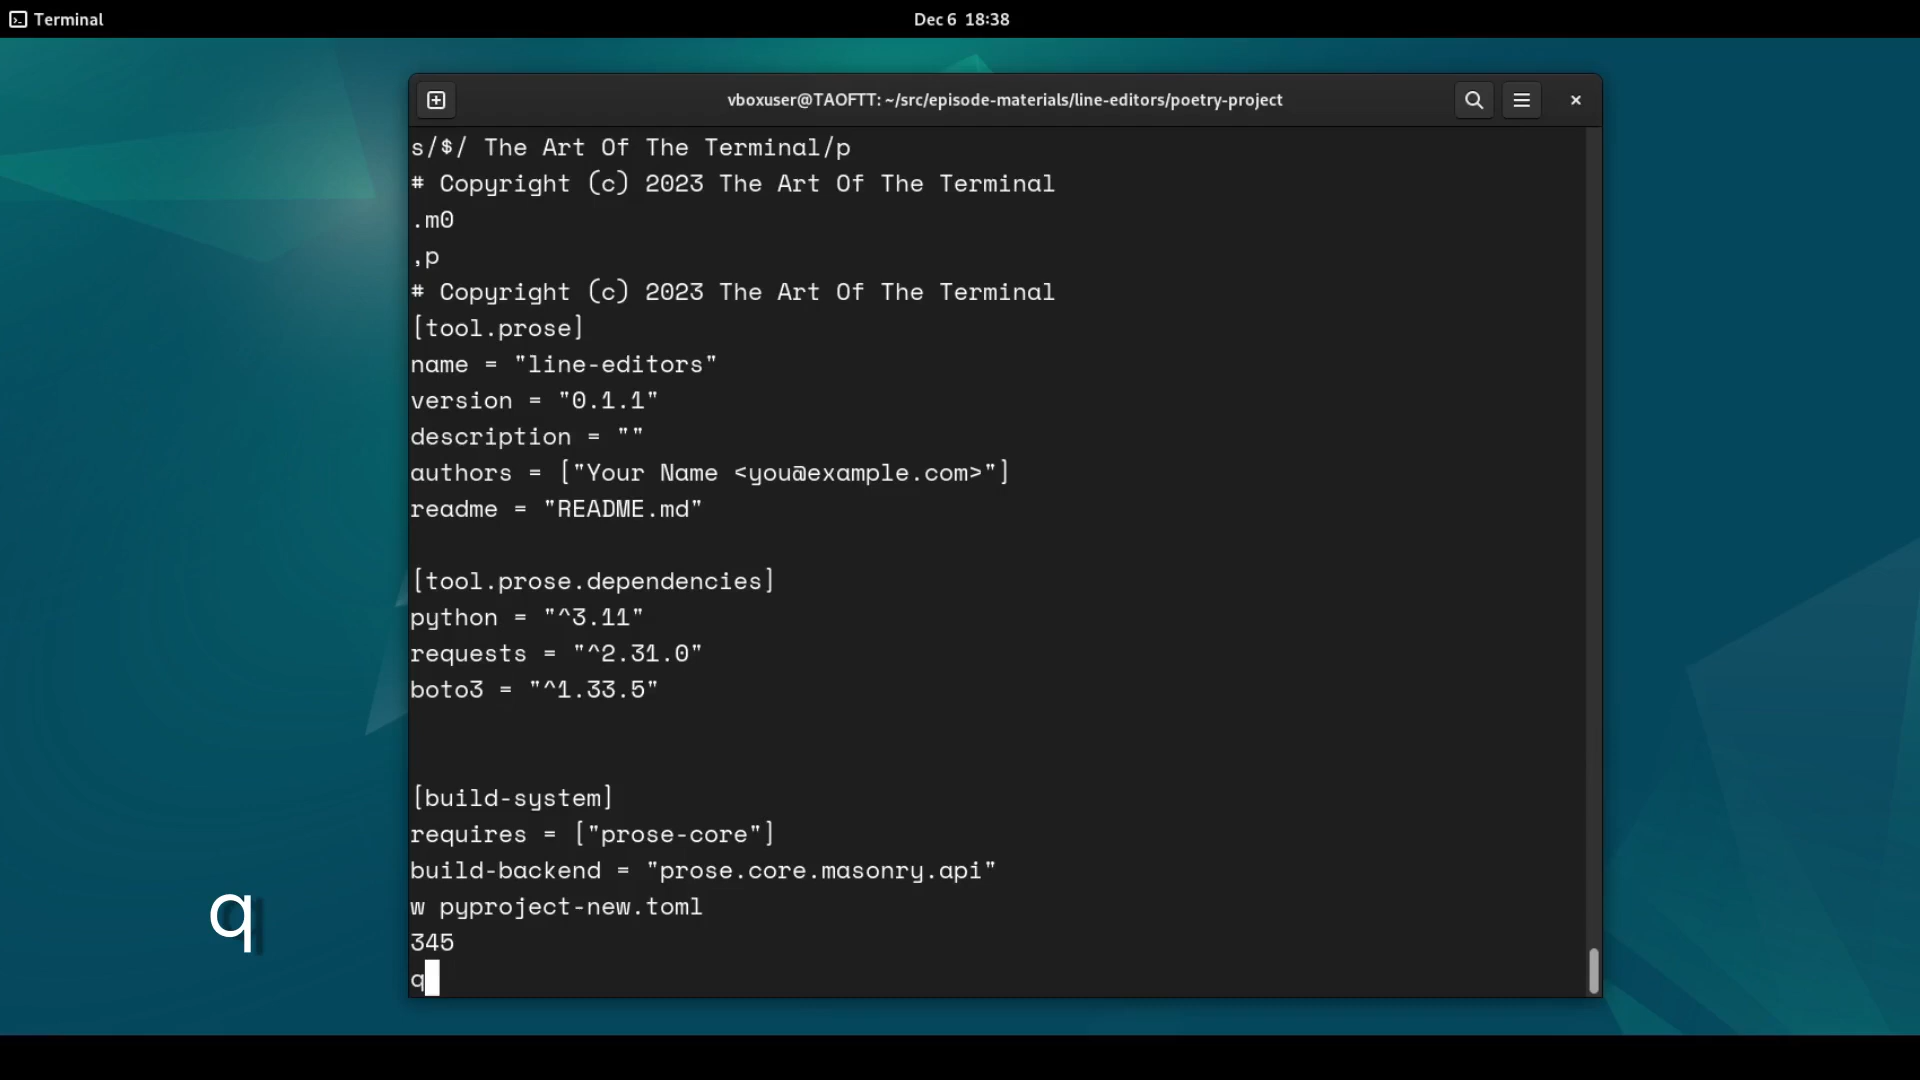 Terminal
Dec 6 18:38
vboxuser@TAOFTT: ~/src/episode-materials/line-editors/poetry-project
s/$/ The Art Of The Terminal/p
# Copyright (c) 2023 The Art Of The Terminal
.m0
,p
# Copyright (c) 2023 The Art Of The Terminal
[tool.prose]
name = "line-editors"
version = "0.1.1"
description = ""
authors = ["Your Name <you@example.com>"]
readme = "README.md"
[tool.prose.dependencies]
python = "^3.11"
requests = "^2.31.0"
boto3 = "^1.33.5"
[build-system]
requires = ["prose-core"]
build-backend = "prose.core.masonry.api"
w pyproject-new.toml
345
q
q